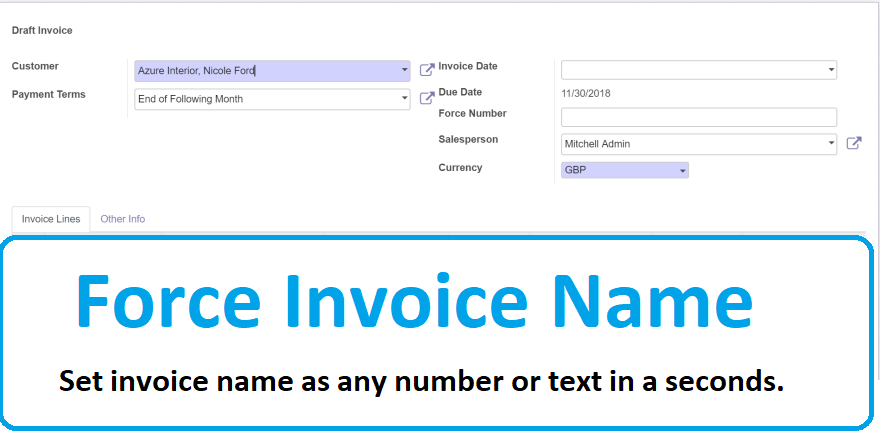 Draft Invoice
Customer
Azure Interior, Nicole Ford
Payment Terms
End of Following Month
Invoice Date
Due Date
11/30/2018
Force Number
Salesperson
Mitchell Admin
Currency
GBP
Invoice Lines
Other Info
Force Invoice Name
Set invoice name as any number or text in a seconds.